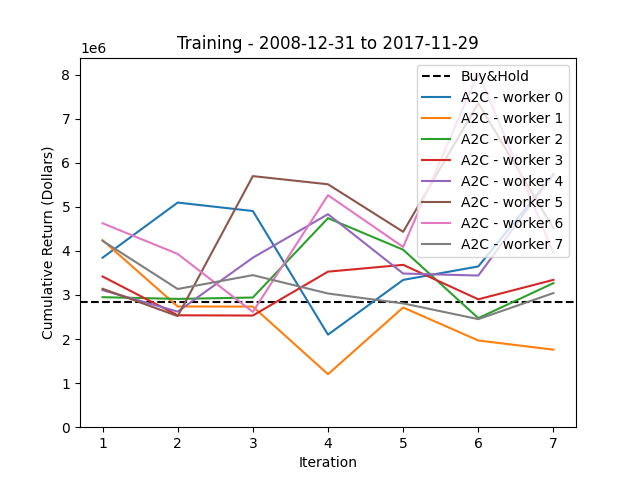 Training - 2008-12-31 to 2017-11-29
1e6
8
7
6
5
4
3
2
1
0
Cumulative Return (Dollars)
Buy&Hold
A2C - worker 0
A2C - worker 1
A2C - worker 2
A2C - worker 3
A2C - worker 4
A2C - worker 5
A2C - worker 6
A2C - worker 7
1 2 3 4 5 6 7
Iteration